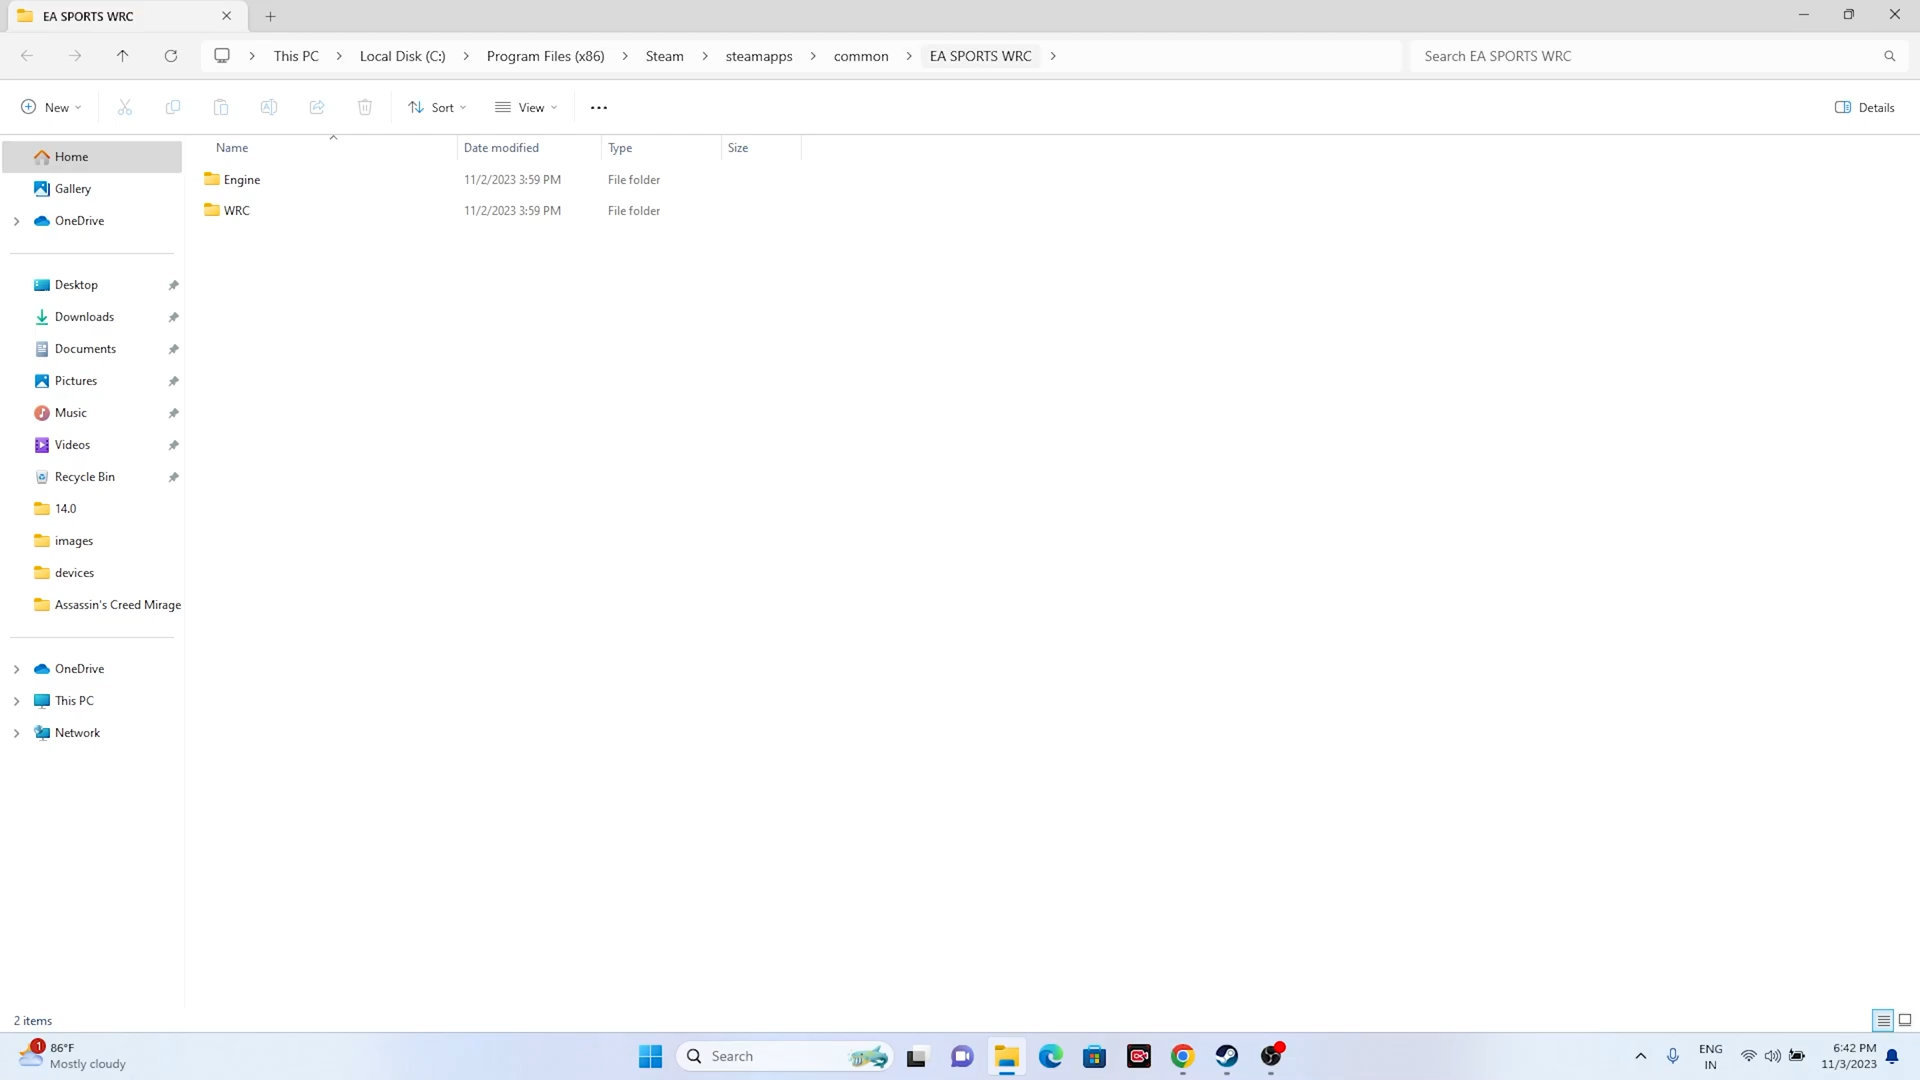 EA SPORTS WRC
This PC
Local Disk (C:)
Program Files (x86)
Steam
steamapps
common
EA SPORTS WRC
Search EA SPORTS WRC
New
Sort
View
Details
Name
Date modified
Type
Size
Engine
11/2/2023 3:59 PM
File folder
WRC
11/2/2023 3:59 PM
File folder
Home
Gallery
OneDrive
Desktop
Downloads
Documents
Pictures
Music
Videos
Recycle Bin
14.0
images
devices
Assassin's Creed Mirage
OneDrive
This PC
Network
2 items
1
86°F
Mostly cloudy
Search
ENG
IN
6:42 PM
11/3/2023